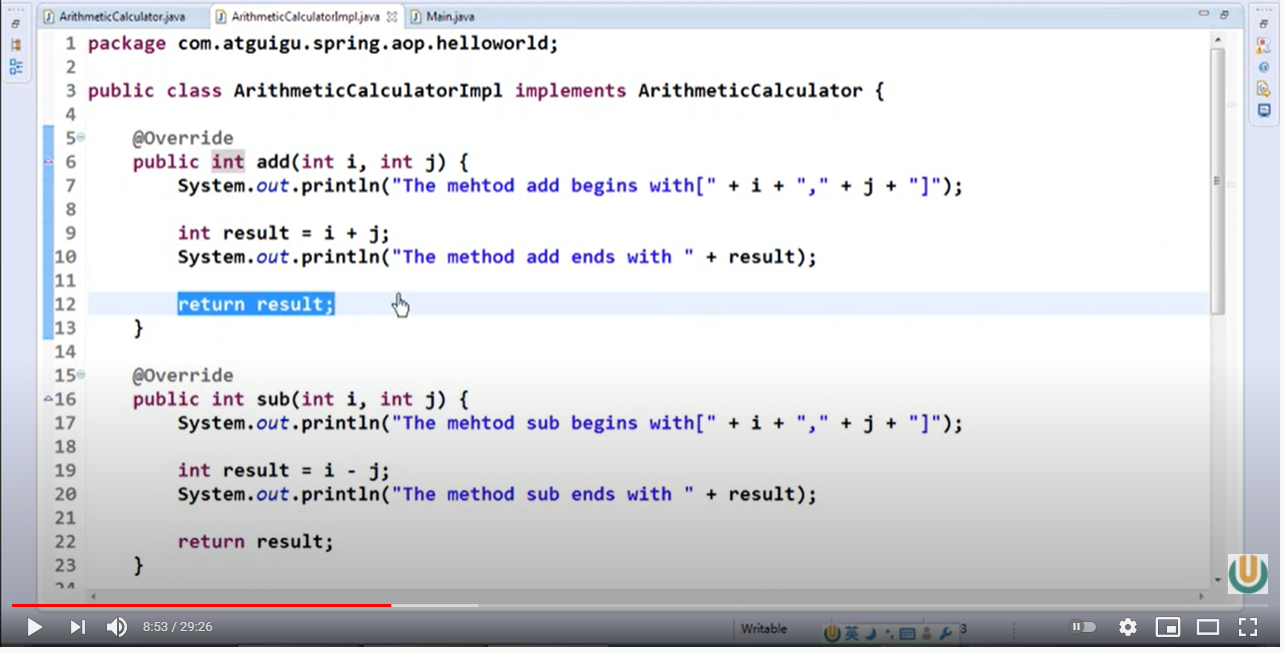 ArithmeticCalculator.java ArithmeticCalculatorImpl.java Main.java
1 package com.atguigu.spring.aop.helloworld;
2
3 public class ArithmeticCalculatorImpl implements ArithmeticCalculator {
4
5 @Override
6 public int add(int i, int j) {
7 System.out.println("The mehtod add begins with[" + i + "," + j + "]");
8
9 int result = i + j;
10 System.out.println("The method add ends with " + result);
11
12 return result;
13 }
14
15 @Override
16 public int sub(int i, int j) {
17 System.out.println("The mehtod sub begins with[" + i + "," + j + "]");
18
19 int result = i - j;
20 System.out.println("The method sub ends with " + result);
21
22 return result;
23 }
24
U
8:53 / 29:26
Writable
英
3